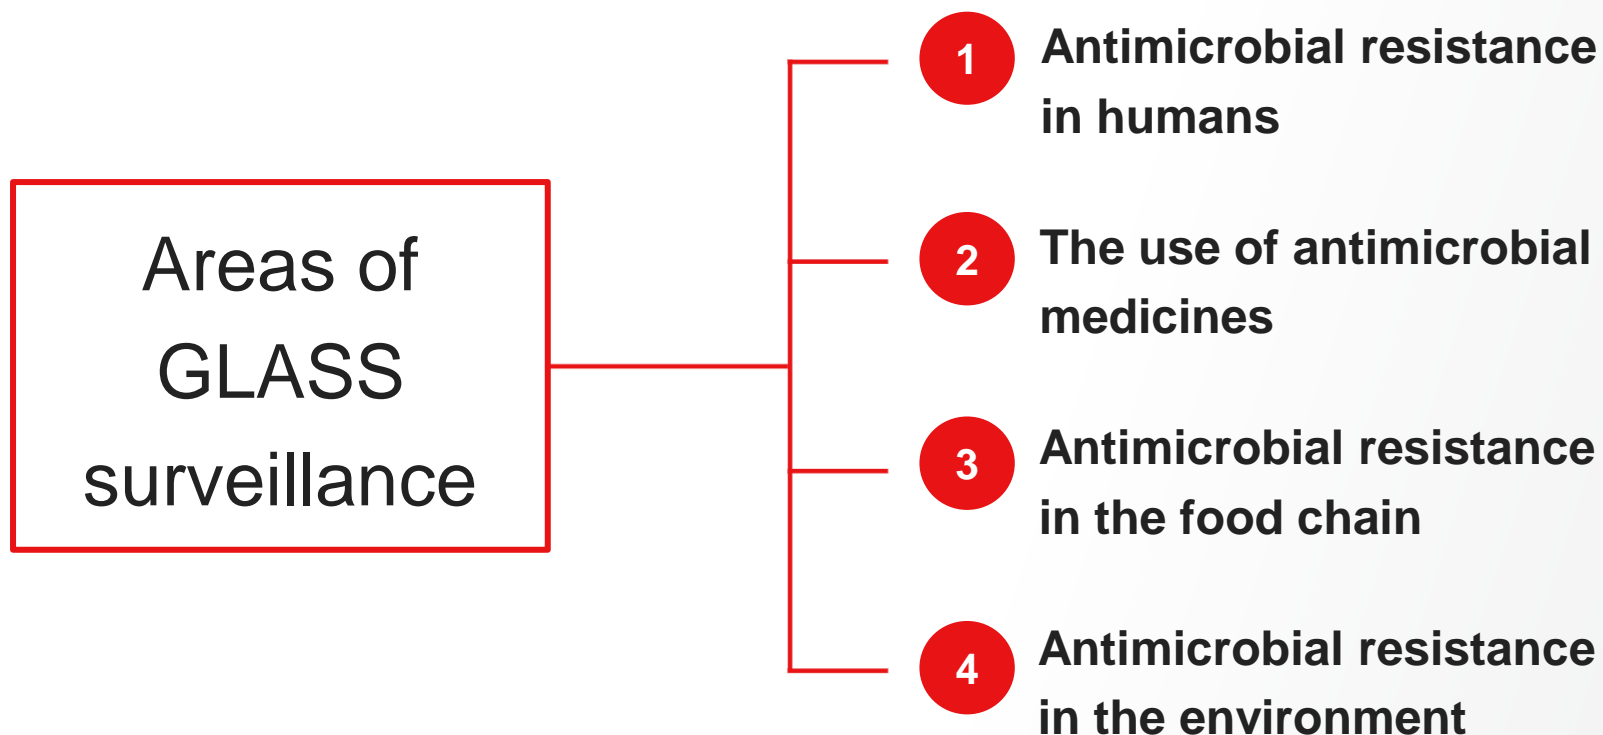 Areas of
GLASS
surveillance
1
Antimicrobial resistance
in humans
2
The use of antimicrobial
medicines
3
Antimicrobial resistance
in the food chain
4
Antimicrobial resistance
in the environment